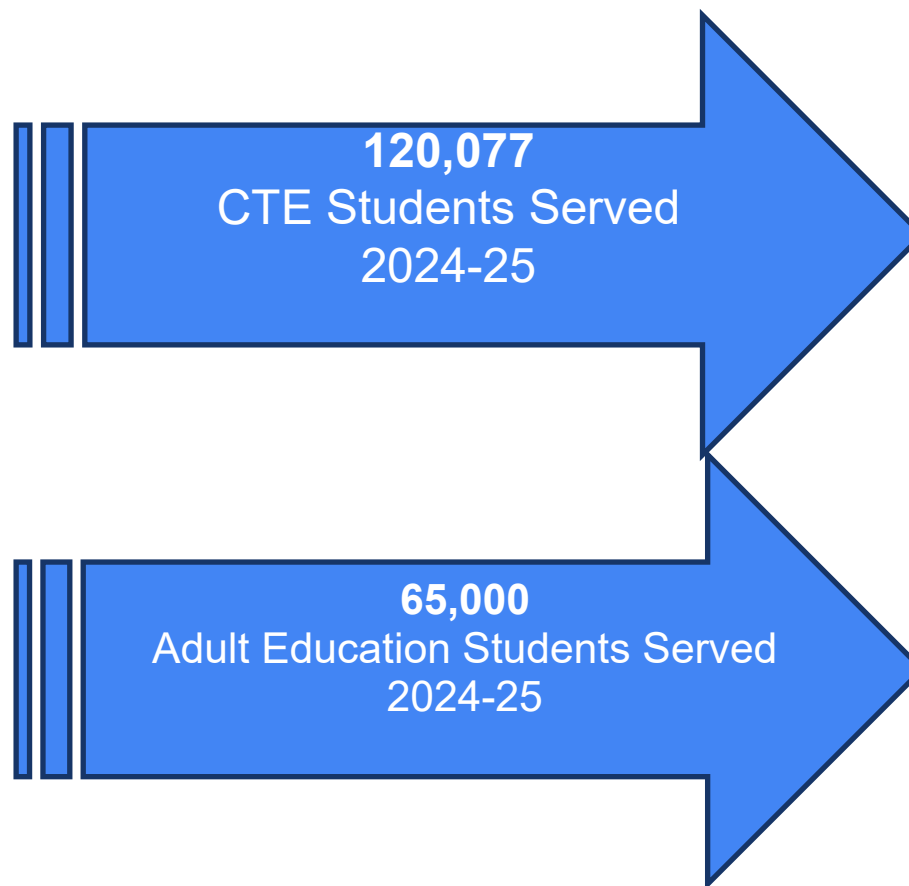 120,077
CTE Students Served
2024-25
65,000
Adult Education Students Served
2024-25